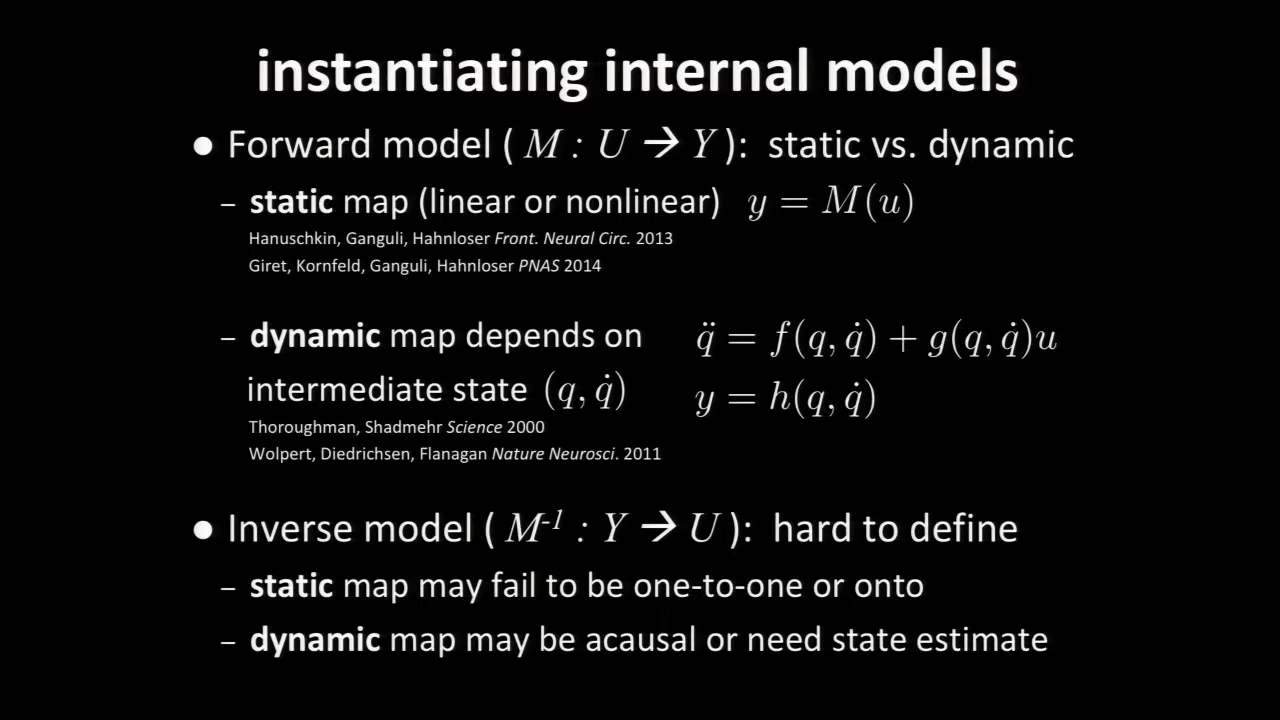 instantiating internal models
● Forward model ( M : U → Y ): static vs. dynamic
– static map (linear or nonlinear) y = M(u)
Hanuschkin, Ganguli, Hahnloser Front. Neural Circ. 2013
Giret, Kornfeld, Ganguli, Hahnloser PNAS 2014
– dynamic map depends on q̈ = f(q, q̇) + g(q, q̇)u
intermediate state (q, q̇) y = h(q, q̇)
Thoroughman, Shadmehr Science 2000
Wolpert, Diedrichsen, Flanagan Nature Neurosci. 2011
● Inverse model ( M⁻¹ : Y → U ): hard to define
– static map may fail to be one-to-one or onto
– dynamic map may be acausal or need state estimate